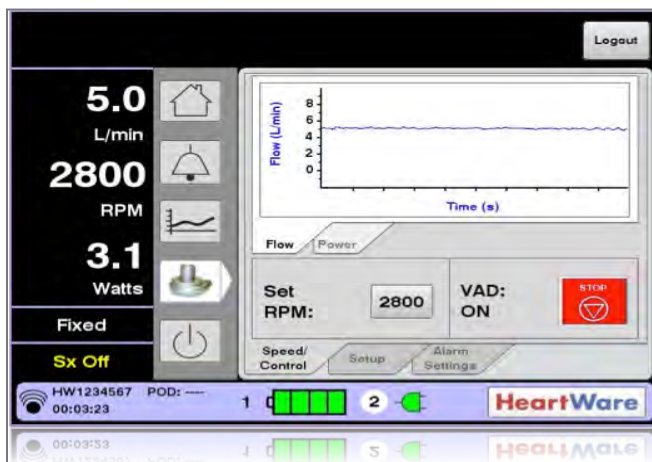 Logout
5.0
L/min
2800
RPM
3.1
Watts
Fixed
Sx Off
Flow (L/min)
8
6
4
2
0
Time (s)
Flow
Power
Set
RPM:
2800
VAD:
ON
STOP
Speed/
Control
Setup
Alarm
Settings
HW1234567 POD: ----
00:03:23
1
2
HeartWare